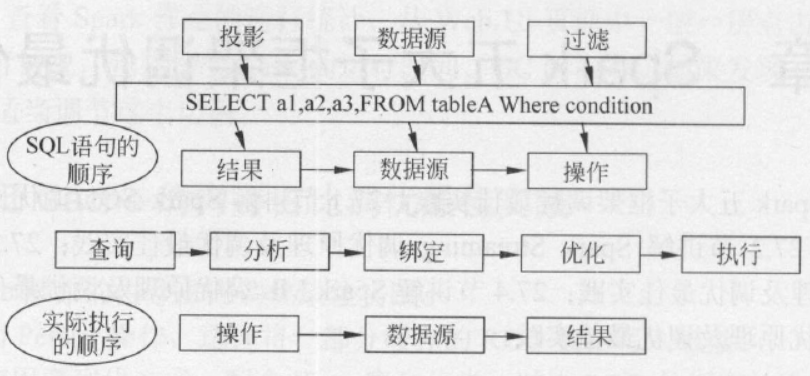 投影 数据源 过滤
SELECT a1,a2,a3,FROM tableA Where condition
SQL语句的
顺序
结果 数据源 操作
查询 分析 绑定 优化 执行
实际执行
的顺序
操作 数据源 结果